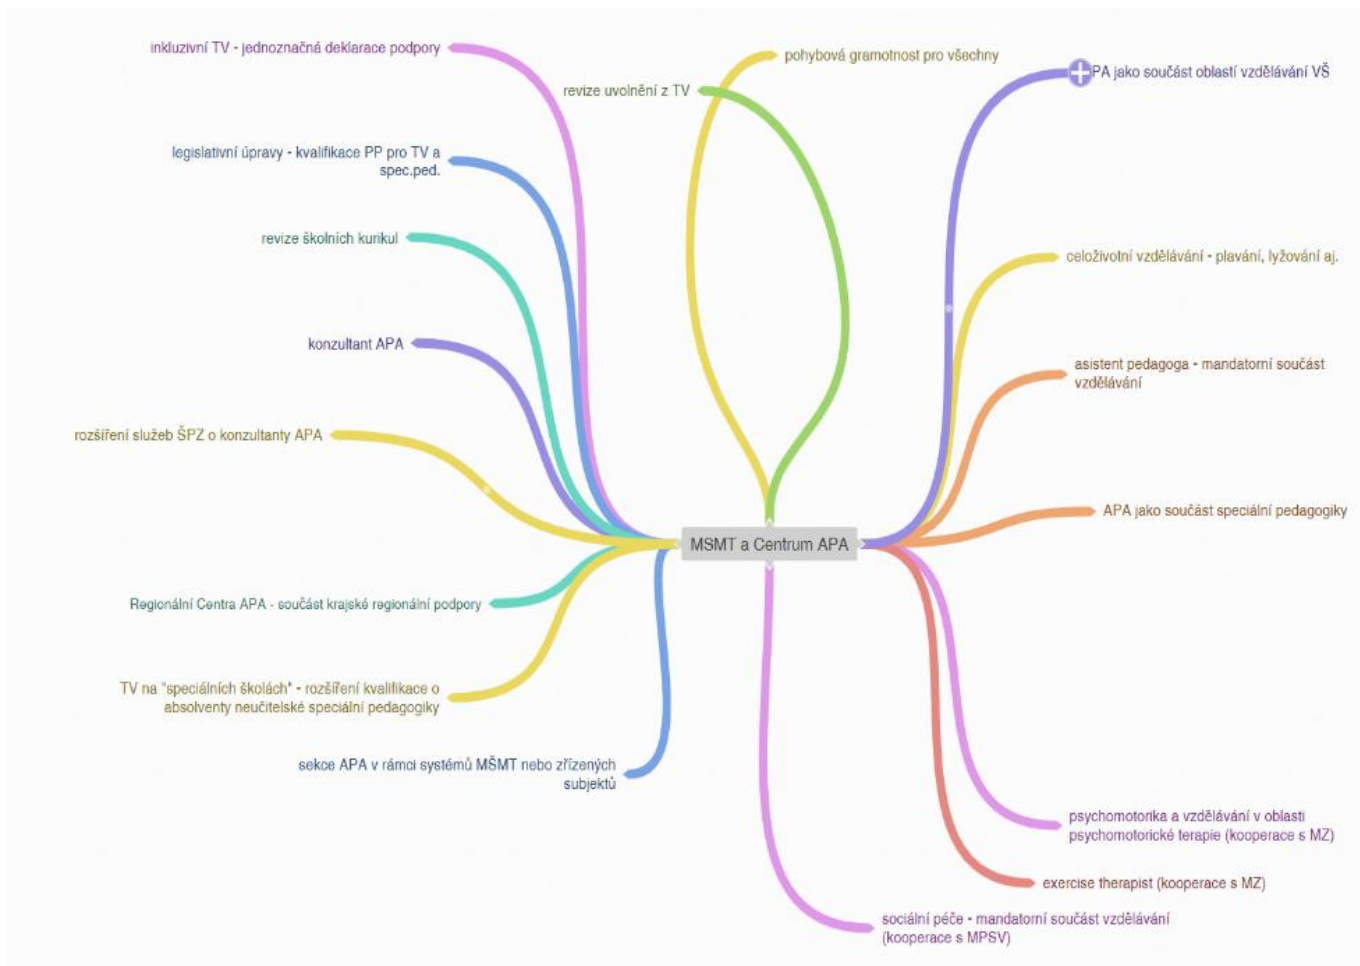 inkluzivní TV - jednoznačná deklarace podpory
legislativní úpravy - kvalifikace PP pro TV a
spec.ped.
revize školních kurikul
konzultant APA
rozšíření služeb ŠPZ o konzultanty APA
Regionální Centra APA - součást krajské regionální podpory
TV na "speciálních školách" - rozšíření kvalifikace o
absolventy neučitelské speciální pedagogiky
sekce APA v rámci systémů MŠMT nebo zřízených
subjektů
pohybová gramotnost pro všechny
revize uvolnění z TV
MSMT a Centrum APA
PA jako součást oblastí vzdělávání VŠ
celoživotní vzdělávání - plavání, lyžování aj.
asistent pedagoga - mandatorní součást
vzdělávání
APA jako součást speciální pedagogiky
psychomotorika a vzdělávání v oblasti
psychomotorické terapie (kooperace s MZ)
exercise therapist (kooperace s MZ)
sociální péče - mandatorní součást vzdělávání
(kooperace s MPSV)